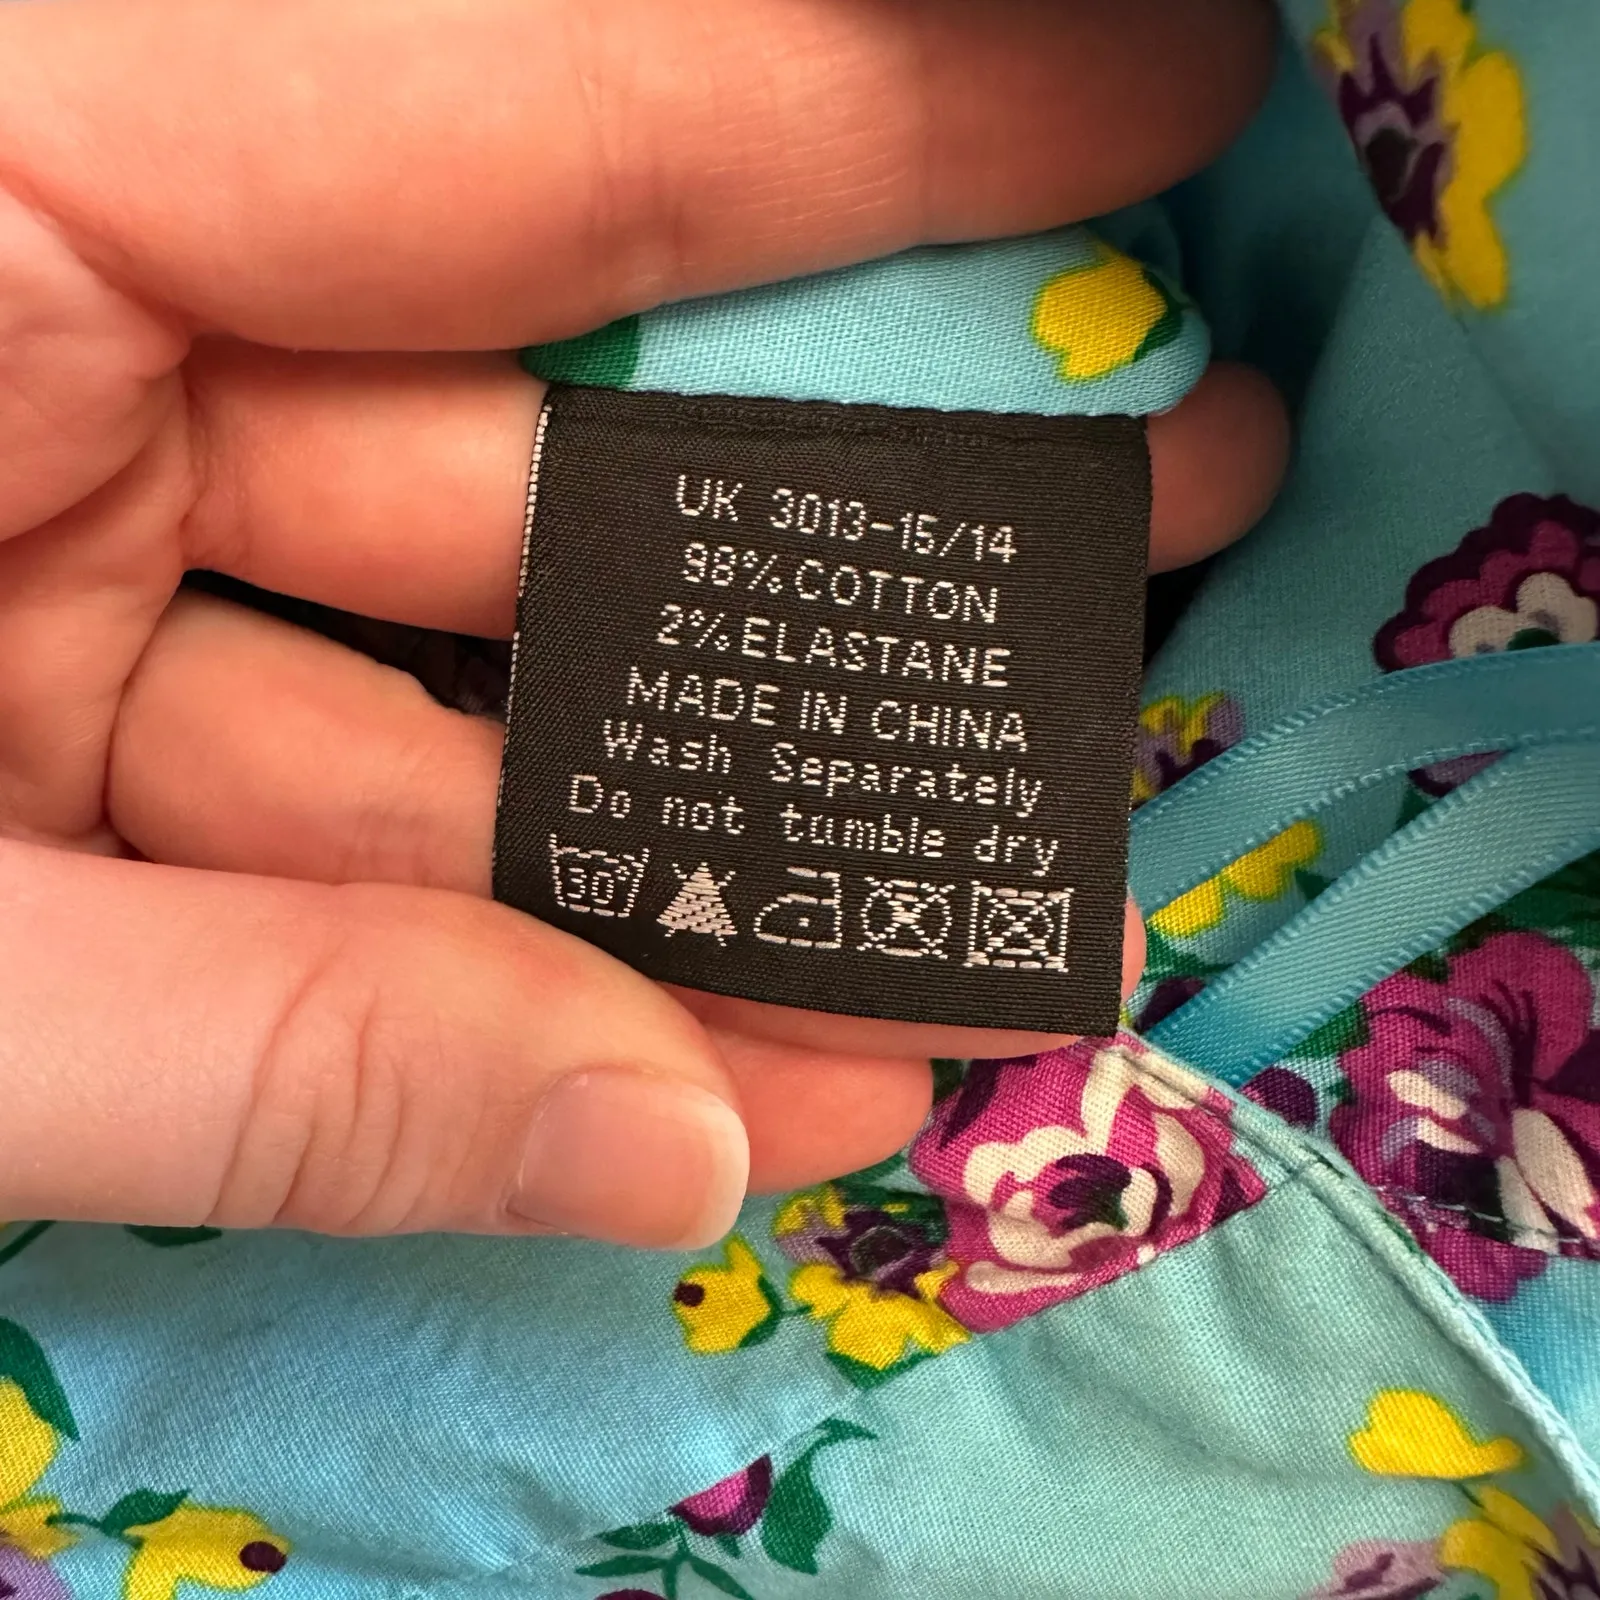 UK 3013-15/14
98%COTTON
2%ELASTANE
MADE IN CHINA
Wash Separately
Do not tumble dry
30°